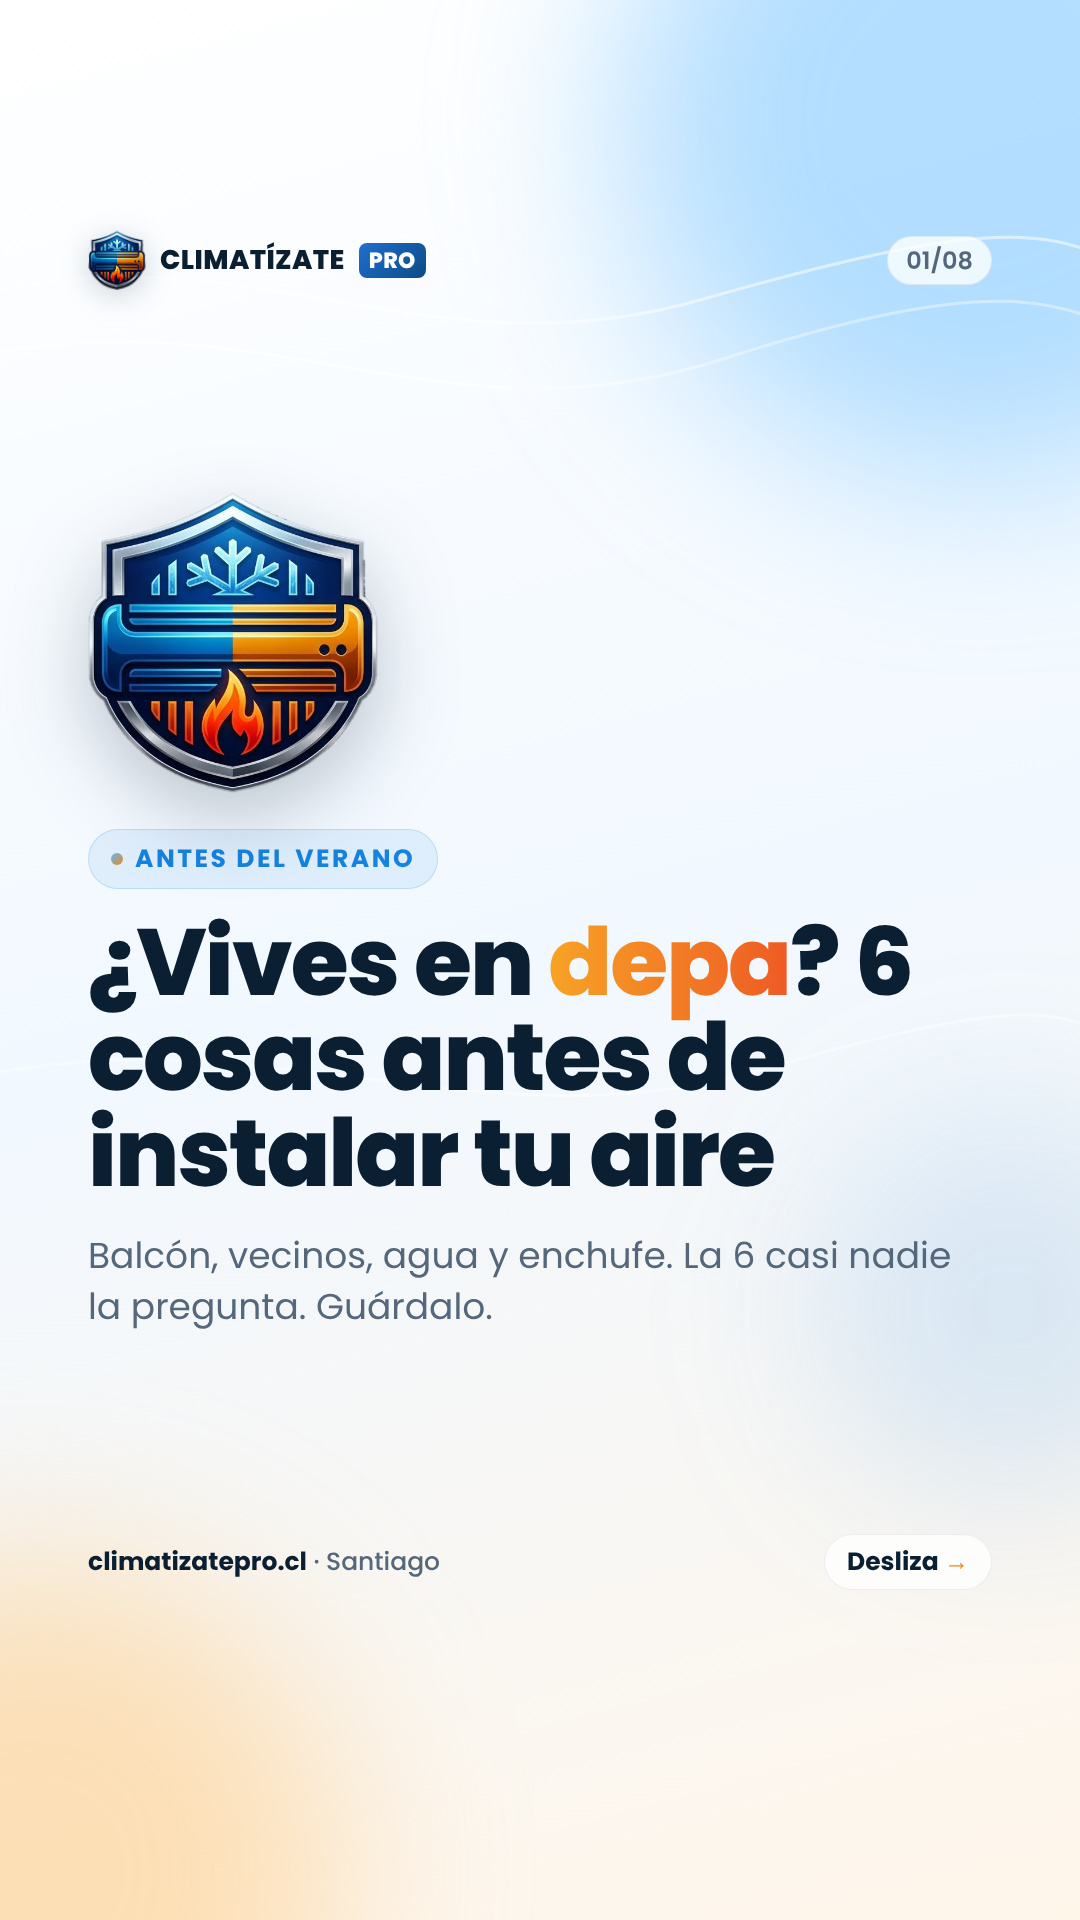 CLIMATÍZATE PRO
01/08
ANTES DEL VERANO
¿Vives en depa? 6
cosas antes de
instalar tu aire
Balcón, vecinos, agua y enchufe. La 6 casi nadie
la pregunta. Guárdalo.
climatizatepro.cl · Santiago
Desliza →